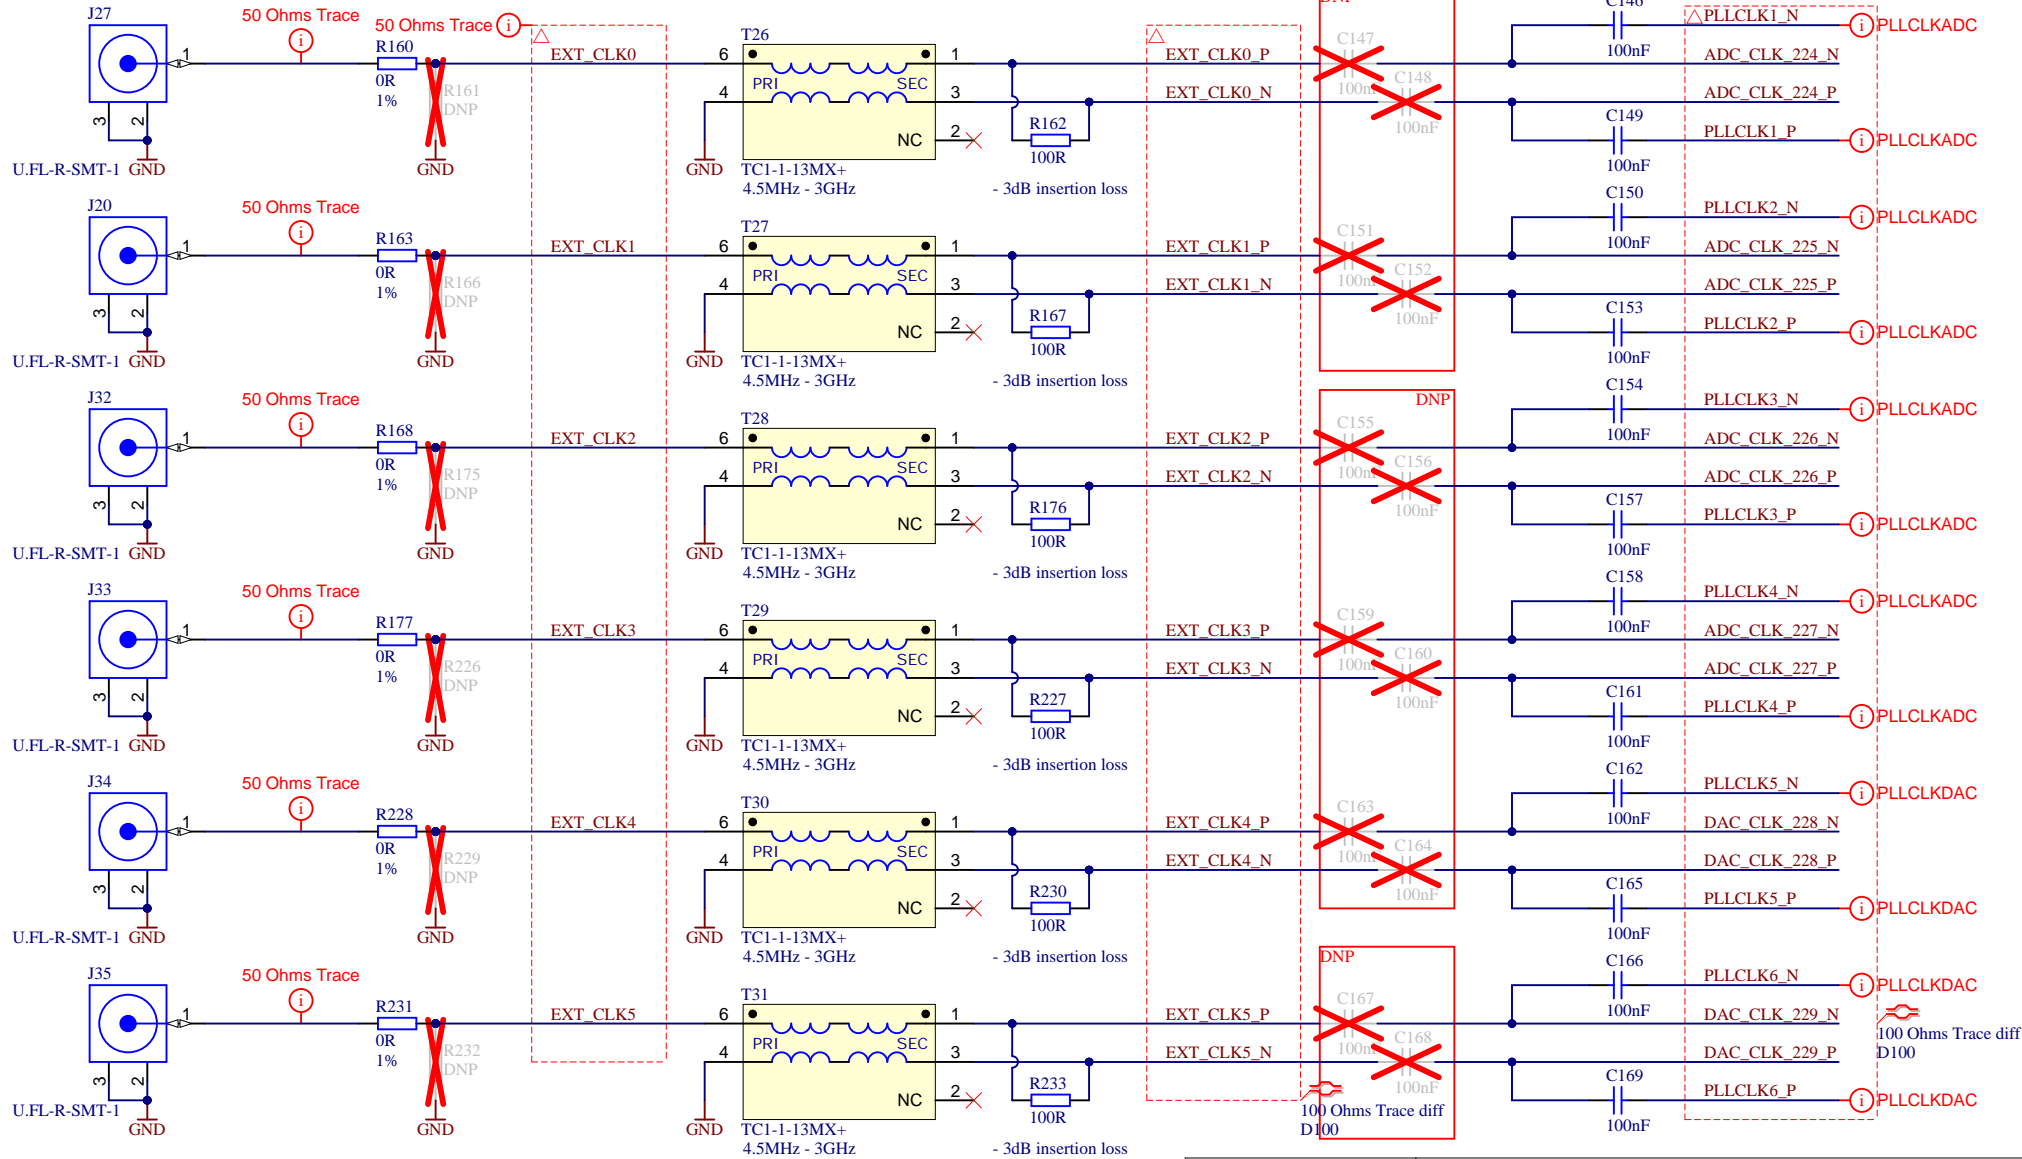 J27
50 Ohms Trace
50 Ohms Trace
i
i
1
3
2
U.FL-R-SMT-1
GND
R160
0R
1%
R161
DNP
GND
EXT_CLK0
T26
6
4
PRI
SEC
NC
1
3
2
GND
TC1-1-13MX+
4.5MHz - 3GHz
R162
100R
- 3dB insertion loss
EXT_CLK0_P
EXT_CLK0_N
DNP
C147
100n
C148
100nF
C146
100nF
PLLCLK1_N
i PLLCLKADC
ADC_CLK_224_N
ADC_CLK_224_P
C149
100nF
PLLCLK1_P
i PLLCLKADC
J20
50 Ohms Trace
i
1
3
2
U.FL-R-SMT-1
GND
R163
0R
1%
R166
DNP
GND
EXT_CLK1
T27
6
4
PRI
SEC
NC
1
3
2
GND
TC1-1-13MX+
4.5MHz - 3GHz
R167
100R
- 3dB insertion loss
EXT_CLK1_P
EXT_CLK1_N
C151
100n
C152
100nF
C150
100nF
PLLCLK2_N
i PLLCLKADC
ADC_CLK_225_N
ADC_CLK_225_P
C153
100nF
PLLCLK2_P
i PLLCLKADC
J32
50 Ohms Trace
i
1
3
2
U.FL-R-SMT-1
GND
R168
0R
1%
R175
DNP
GND
EXT_CLK2
T28
6
4
PRI
SEC
NC
1
3
2
GND
TC1-1-13MX+
4.5MHz - 3GHz
R176
100R
- 3dB insertion loss
EXT_CLK2_P
EXT_CLK2_N
DNP
C155
100n
C156
100nF
C154
100nF
PLLCLK3_N
i PLLCLKADC
ADC_CLK_226_N
ADC_CLK_226_P
C157
100nF
PLLCLK3_P
i PLLCLKADC
J33
50 Ohms Trace
i
1
3
2
U.FL-R-SMT-1
GND
R177
0R
1%
R226
DNP
GND
EXT_CLK3
T29
6
4
PRI
SEC
NC
1
3
2
GND
TC1-1-13MX+
4.5MHz - 3GHz
R227
100R
- 3dB insertion loss
EXT_CLK3_P
EXT_CLK3_N
C159
100n
C160
100nF
C158
100nF
PLLCLK4_N
i PLLCLKADC
ADC_CLK_227_N
ADC_CLK_227_P
C161
100nF
PLLCLK4_P
i PLLCLKADC
J34
50 Ohms Trace
i
1
3
2
U.FL-R-SMT-1
GND
R228
0R
1%
R229
DNP
GND
EXT_CLK4
T30
6
4
PRI
SEC
NC
1
3
2
GND
TC1-1-13MX+
4.5MHz - 3GHz
R230
100R
- 3dB insertion loss
EXT_CLK4_P
EXT_CLK4_N
C163
100n
C164
100nF
C162
100nF
PLLCLK5_N
i PLLCLKDAC
DAC_CLK_228_N
DAC_CLK_228_P
C165
100nF
PLLCLK5_P
i PLLCLKDAC
J35
50 Ohms Trace
i
1
3
2
U.FL-R-SMT-1
GND
R231
0R
1%
R232
DNP
GND
EXT_CLK5
T31
6
4
PRI
SEC
NC
1
3
2
GND
TC1-1-13MX+
4.5MHz - 3GHz
R233
100R
- 3dB insertion loss
EXT_CLK5_P
EXT_CLK5_N
100 Ohms Trace diff
D100
DNP
C167
100n
C168
100nF
C166
100nF
PLLCLK6_N
i PLLCLKDAC
DAC_CLK_229_N
DAC_CLK_229_P
100 Ohms Trace diff
D100
C169
100nF
PLLCLK6_P
i PLLCLKDAC